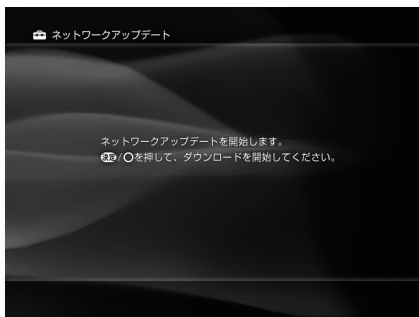 ネットワークアップデート
ネットワークアップデートを開始します。
決定/○を押して、ダウンロードを開始してください。